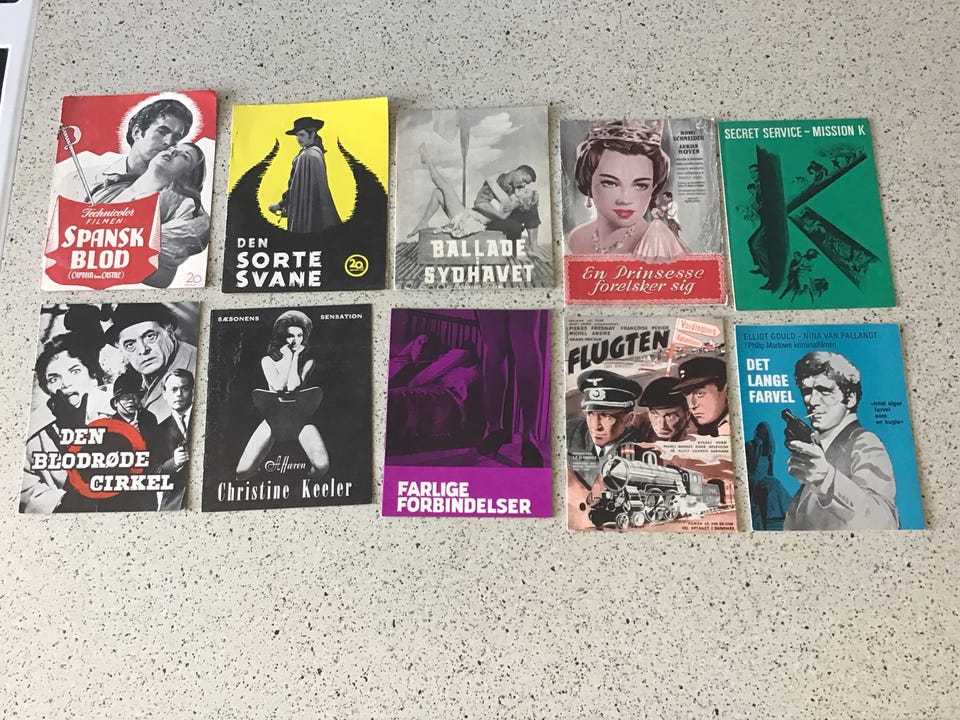 Technicolor
FILMEN
SPANSK
BLOD
(CAPTAIN from CASTILE)
20
DEN
SORTE
SVANE
20
BALLADE
i
SYDHAVET
ROMY
SCHNEIDER
ADRIAN
HOVEN
En Prinsesse
forelsker sig
SECRET SERVICE – MISSION K
DEN
BLODRØDE
CIRKEL
SÆSONENS SENSATION
Affæren
Christine Keeler
FARLIGE
FORBINDELSER
PIERRE FRESNAY FRANÇOISE PERIER
MICHEL ANDRÉ
FLUGTEN
Vordingborg
København
ELLIOT GOULD – NINA VAN PALLANDT
i Philip Marlowe kriminalfilmen
DET
LANGE
FARVEL
»Intet siger
farvel
som
en kugle«